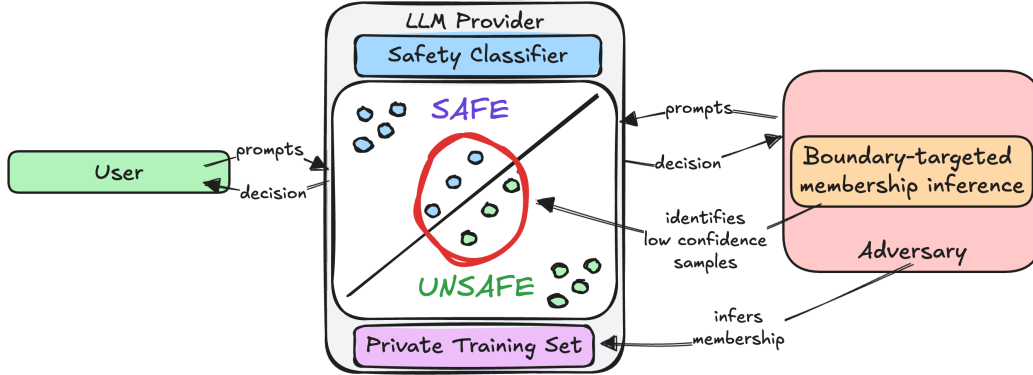 LLM Provider
Safety Classifier
SAFE
UNSAFE
Private Training Set
User
prompts
decision
prompts
decision
Boundary-targeted
membership inference
Adversary
identifies
low confidence
samples
infers
membership